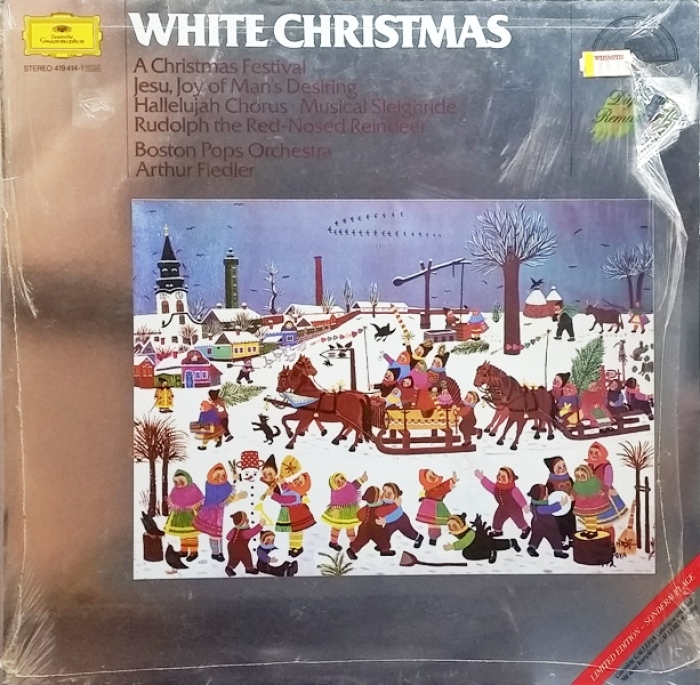 Deutsche
Grammophon
STEREO 419 414-1
WHITE CHRISTMAS
A Christmas Festival
Jesu, Joy of Man's Desiring
Hallelujah Chorus Musical Sleighride
Rudolph the Red-Nosed Reindeer
Boston Pops Orchestra
Arthur Fiedler
LIMITED EDITION - SONDERAUFLAGE